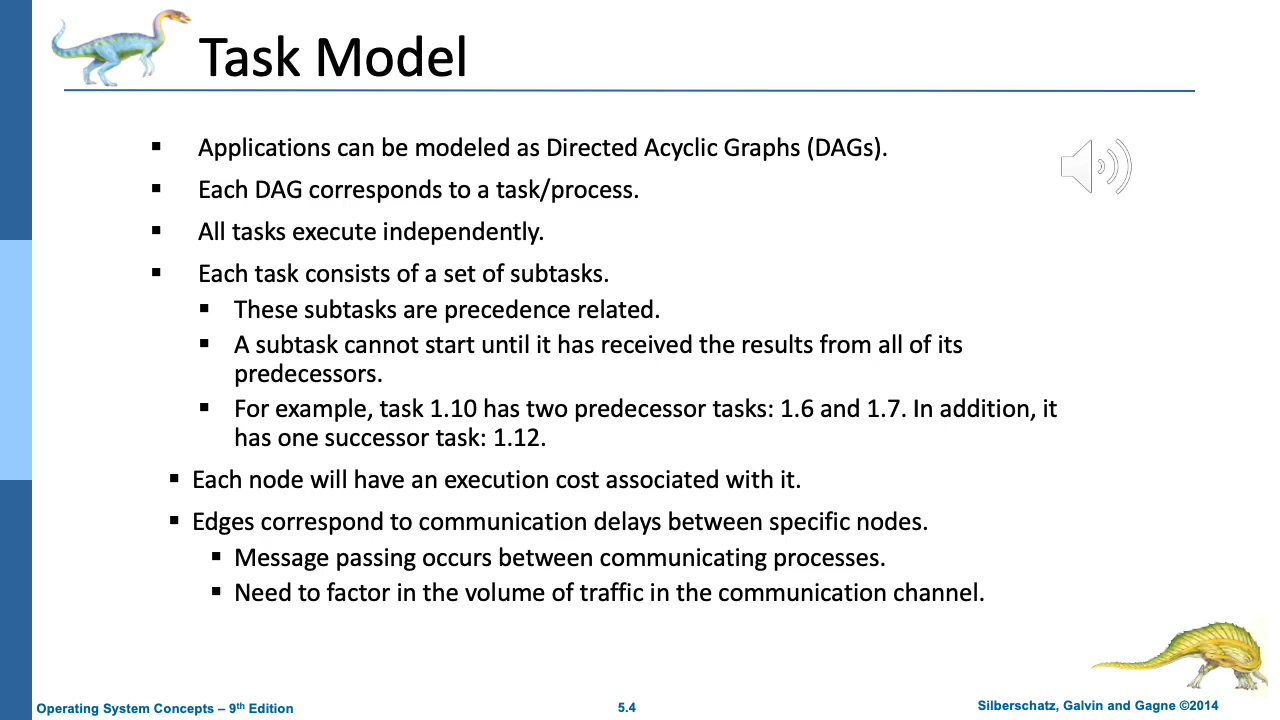 Task Model
▪ Applications can be modeled as Directed Acyclic Graphs (DAGs).
▪ Each DAG corresponds to a task/process.
▪ All tasks execute independently.
▪ Each task consists of a set of subtasks.
▪ These subtasks are precedence related.
▪ A subtask cannot start until it has received the results from all of its
predecessors.
▪ For example, task 1.10 has two predecessor tasks: 1.6 and 1.7. In addition, it
has one successor task: 1.12.
▪ Each node will have an execution cost associated with it.
▪ Edges correspond to communication delays between specific nodes.
▪ Message passing occurs between communicating processes.
▪ Need to factor in the volume of traffic in the communication channel.
Operating System Concepts – 9th Edition
5.4
Silberschatz, Galvin and Gagne ©2014